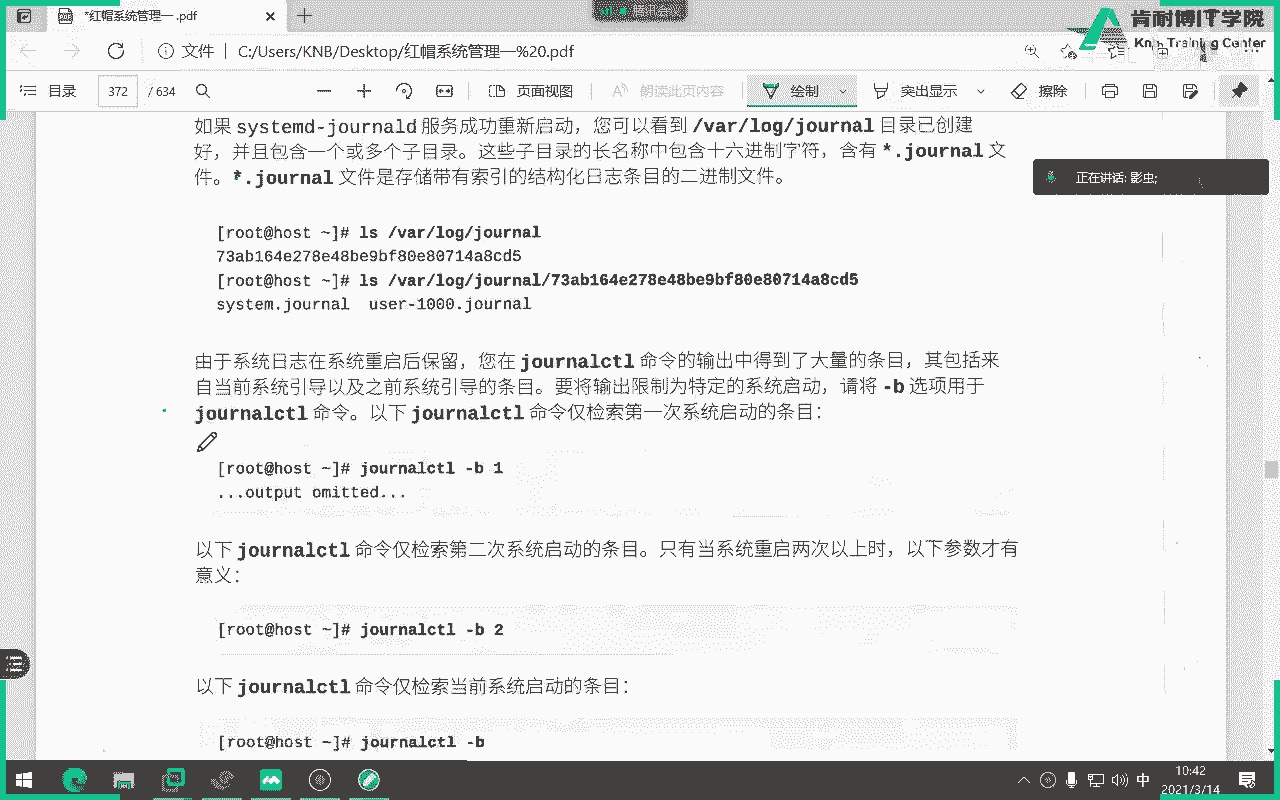 *红帽系统管理一 .pdf
腾讯会议
肯耐博IT学院
KnB Training Center
文件 | C:/Users/KNB/Desktop/红帽系统管理一%20.pdf
目录 372 / 634 页面视图 朗读此页内容 绘制 突出显示 擦除
如果 systemd-journald 服务成功重新启动，您可以看到 /var/log/journal 目录已创建
好，并且包含一个或多个子目录。这些子目录的长名称中包含十六进制字符，含有 *.journal 文
件。*.journal 文件是存储带有索引的结构化日志条目的二进制文件。
正在讲话: 影虫;
[root@host ~]# ls /var/log/journal
73ab164e278e48be9bf80e80714a8cd5
[root@host ~]# ls /var/log/journal/73ab164e278e48be9bf80e80714a8cd5
system.journal user-1000.journal
由于系统日志在系统重启后保留，您在 journalctl 命令的输出中得到了大量的条目，其包括来
自当前系统引导以及之前系统引导的条目。要将输出限制为特定的系统启动，请将 -b 选项用于
journalctl 命令。以下 journalctl 命令仅检索第一次系统启动的条目：
[root@host ~]# journalctl -b 1
...output omitted...
以下 journalctl 命令仅检索第二次系统启动的条目。只有当系统重启两次以上时，以下参数才有
意义：
[root@host ~]# journalctl -b 2
以下 journalctl 命令仅检索当前系统启动的条目：
[root@host ~]# journalctl -b
中
10:42
2021/3/14